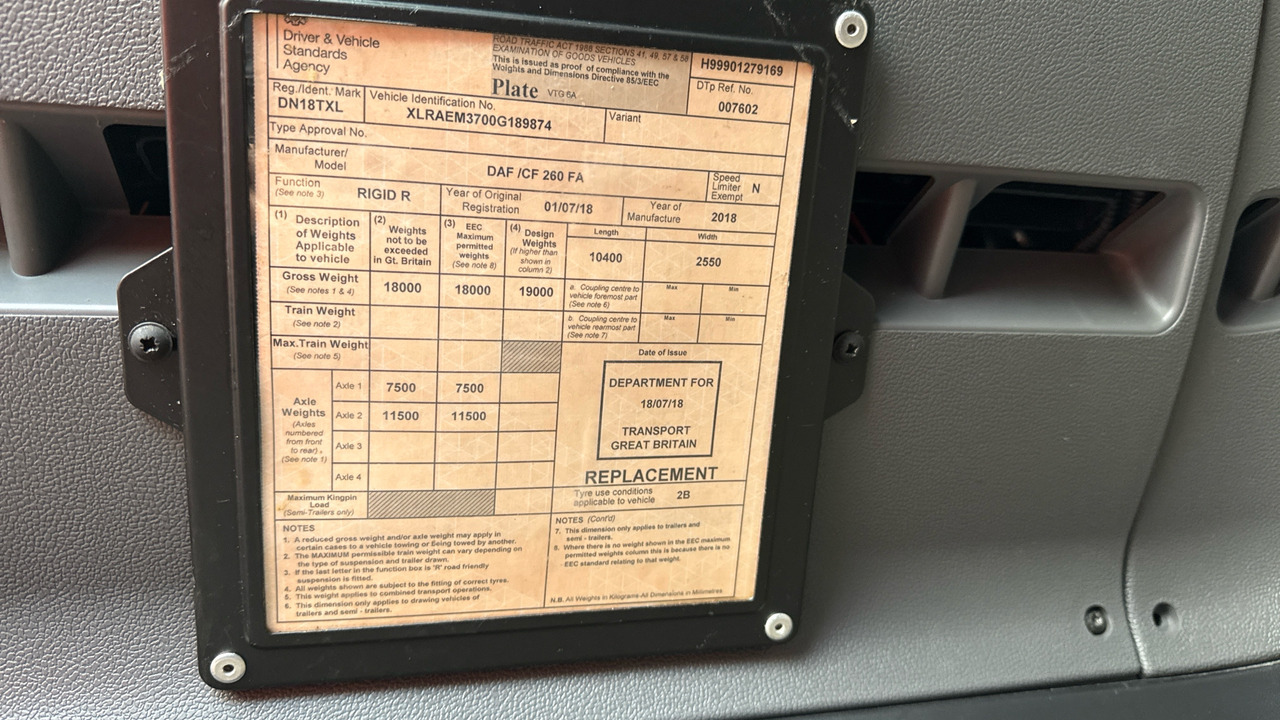 Driver & Vehicle
Standards
Agency
ROAD TRAFFIC ACT 1988 SECTIONS 41, 49, 57 & 58
EXAMINATION OF GOODS VEHICLES
This is issued as proof of compliance with the
Weights and Dimensions Directive 85/3/EEC
Plate VTG 6A
H99901279169
DTp Ref. No.
007602
Reg./Ident. Mark
DN18TXL
Vehicle Identification No.
XLRAEM3700G189874
Variant
Type Approval No.
Manufacturer/
Model
DAF /CF 260 FA
Speed
Limiter
Exempt
N
Function
(See note 3)
RIGID R
Year of Original
Registration
01/07/18
Year of
Manufacture
2018
(1) Description
of Weights
Applicable
to vehicle
(2) Weights
not to be
exceeded
in Gt. Britain
(3) EEC
Maximum
permitted
weights
(See note 8)
(4) Design
Weights
(If higher than
shown in
column 2)
Length
10400
Width
2550
Gross Weight
(See notes 1 & 4)
18000
18000
19000
a. Coupling centre to
vehicle foremost part
(See note 6)
Max
Min
Train Weight
(See note 2)
b. Coupling centre to
vehicle rearmost part
(See note 7)
Max
Min
Max.Train Weight
(See note 5)
Axle
Weights
(Axles
numbered
from front
to rear).
(See note 1)
Axle 1
7500
7500
Axle 2
11500
11500
Axle 3
Axle 4
Date of Issue
DEPARTMENT FOR
18/07/18
TRANSPORT
GREAT BRITAIN
REPLACEMENT
Maximum Kingpin
Load
(Semi-Trailers only)
Tyre use conditions
applicable to vehicle
2B
NOTES
1. A reduced gross weight and/or axle weight may apply in
certain cases to a vehicle towing or being towed by another.
2. The MAXIMUM permissible train weight can vary depending on
the type of suspension and trailer drawn.
3. If the last letter in the function box is 'R' road friendly
suspension is fitted.
4. All weights shown are subject to the fitting of correct tyres.
5. This weight applies to combined transport operations.
6. This dimension only applies to drawing vehicles of
trailers and semi - trailers.
NOTES (Cont'd)
7. This dimension only applies to trailers and
semi - trailers.
8. Where there is no weight shown in the EEC maximum
permitted weights column this is because there is no
EEC standard relating to that weight.
N.B. All Weights in Kilograms-All Dimensions in Millimetres